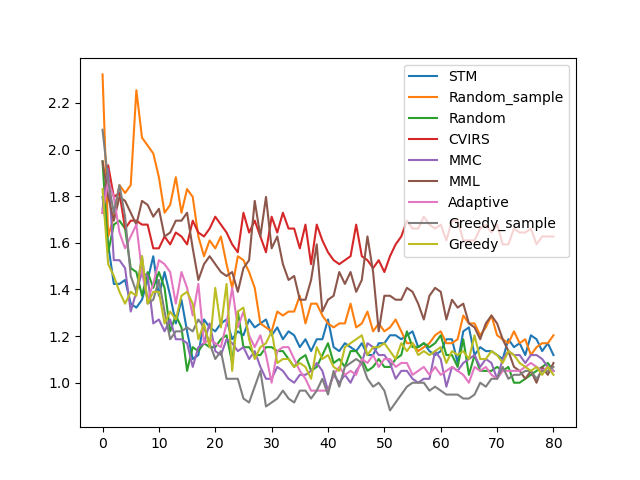 2.2
2.0
1.8
1.6
1.4
1.2
1.0
0 10 20 30 40 50 60 70 80
STM
Random_sample
Random
CVIRS
MMC
MML
Adaptive
Greedy_sample
Greedy